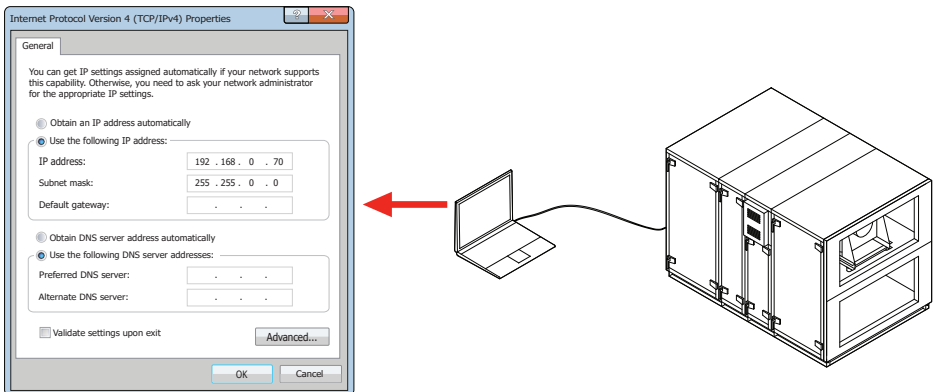 Internet Protocol Version 4 (TCP/IPv4) Properties
?
X
General
You can get IP settings assigned automatically if your network supports
this capability. Otherwise, you need to ask your network administrator
for the appropriate IP settings.
Obtain an IP address automatically
Use the following IP address:
IP address: 192 . 168 . 0 . 70
Subnet mask: 255 . 255 . 0 . 0
Default gateway: . . .
Obtain DNS server address automatically
Use the following DNS server addresses:
Preferred DNS server: . . .
Alternate DNS server: . . .
Validate settings upon exit
Advanced...
OK Cancel